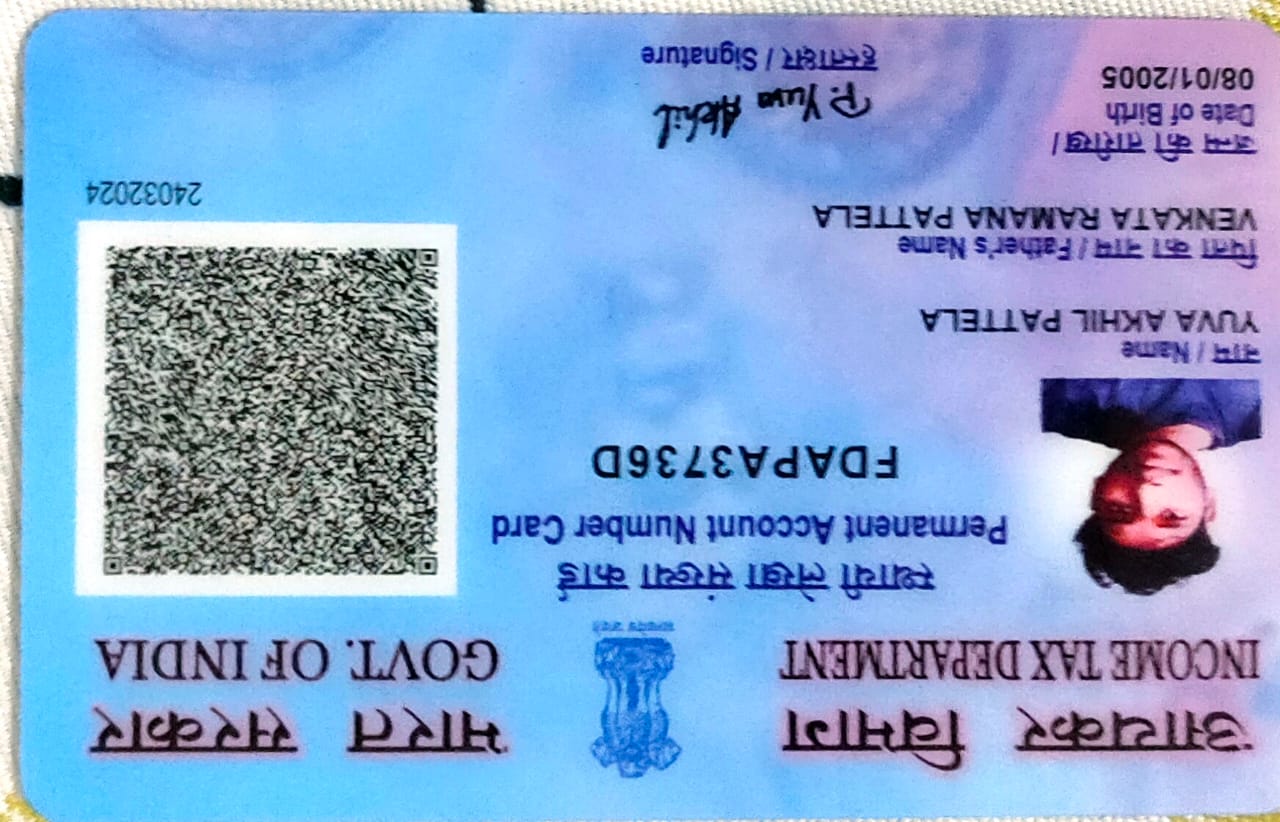 आयकर विभाग
INCOME TAX DEPARTMENT
सत्यमेव जयते
भारत सरकार
GOVT. OF INDIA
स्थायी लेखा संख्या कार्ड
Permanent Account Number Card
FDAPA3736D
नाम / Name
YUVA AKHIL PATTELA
पिता का नाम / Father's Name
VENKATA RAMANA PATTELA
24032024
जन्म की तारीख /
Date of Birth
08/01/2005
P. Yuva Akhil
हस्ताक्षर / Signature